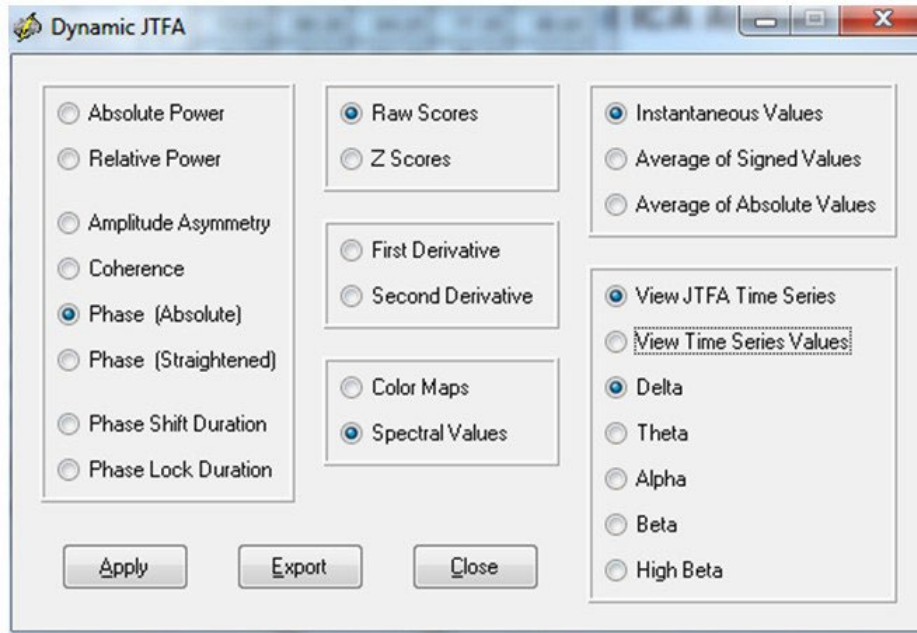 Dynamic JTFA
Absolute Power
Relative Power
Amplitude Asymmetry
Coherence
Phase (Absolute)
Phase (Straightened)
Phase Shift Duration
Phase Lock Duration
Raw Scores
Z Scores
First Derivative
Second Derivative
Color Maps
Spectral Values
Instantaneous Values
Average of Signed Values
Average of Absolute Values
View JTFA Time Series
View Time Series Values
Delta
Theta
Alpha
Beta
High Beta
Apply
Export
Close